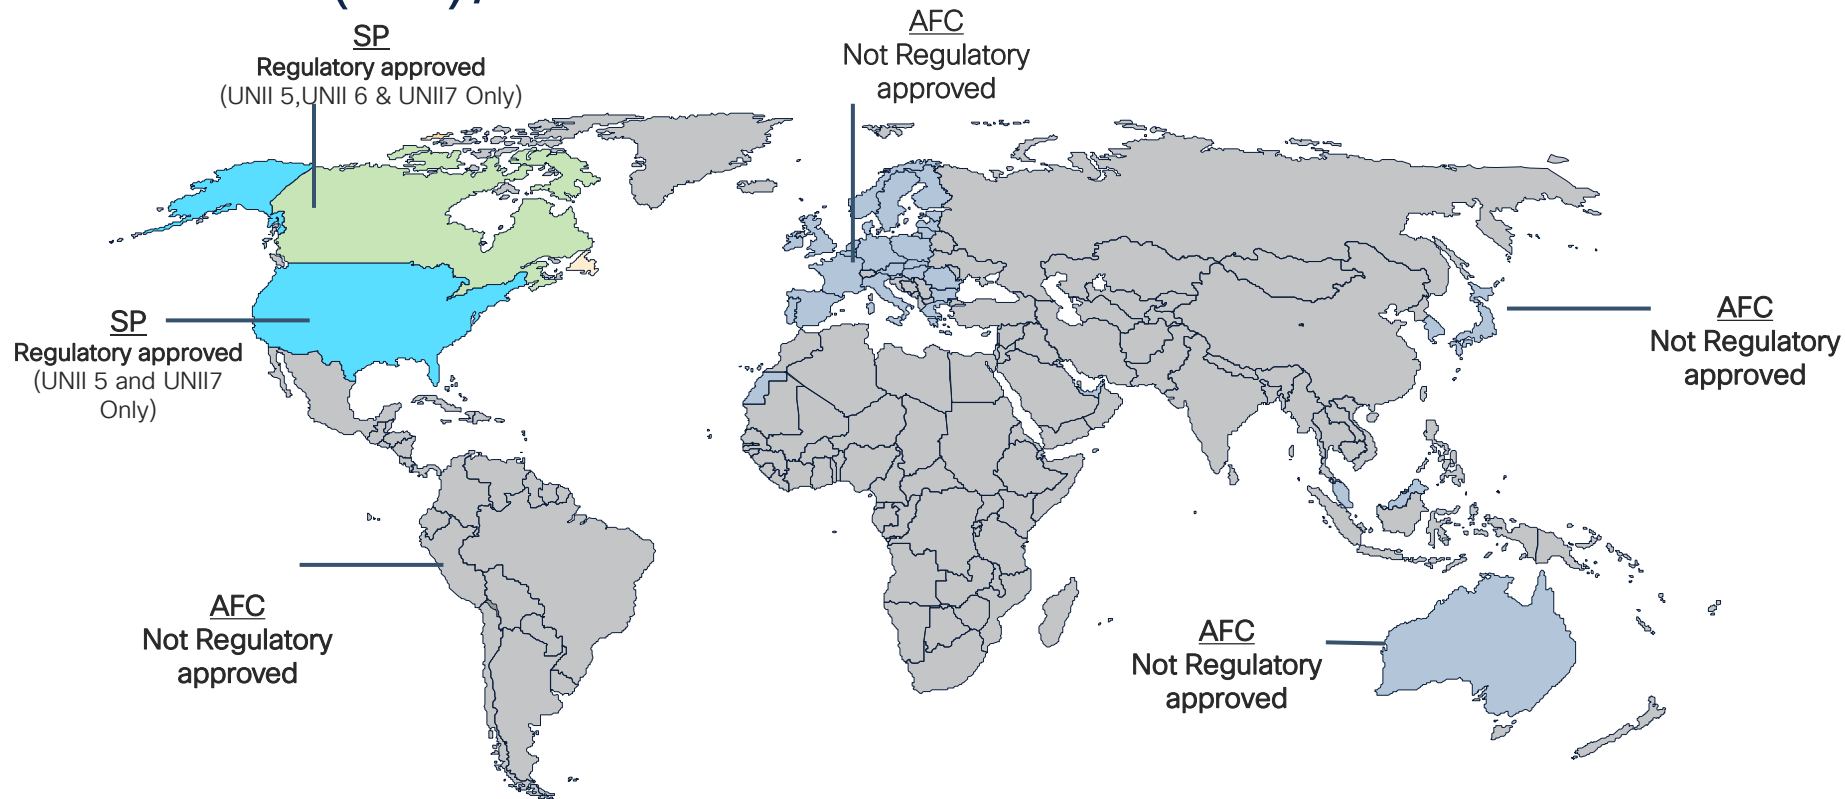 SP
Regulatory approved
(UNII 5,UNII 6 & UNII7 Only)
AFC
Not Regulatory
approved
SP
Regulatory approved
(UNII 5 and UNII7
Only)
AFC
Not Regulatory
approved
AFC
Not Regulatory
approved
AFC
Not Regulatory
approved